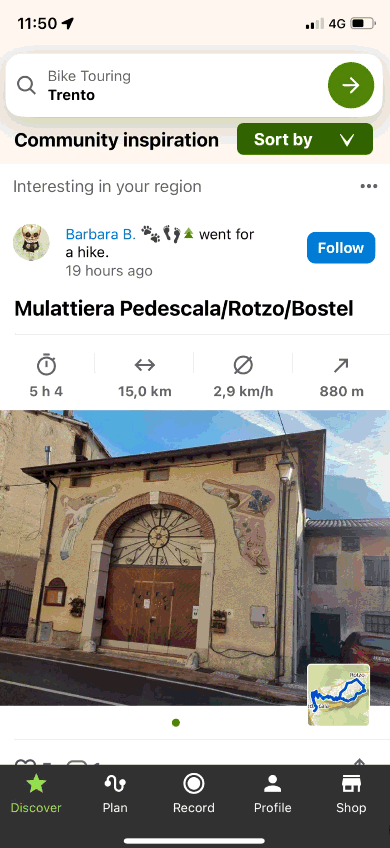 11:50
4G
Bike Touring
Trento
Community inspiration
Sort by
Interesting in your region
Barbara B. 🐾👣🌲 went for
a hike.
Follow
19 hours ago
Mulattiera Pedescala/Rotzo/Bostel
5 h 4
15,0 km
2,9 km/h
880 m
Rotzo
Discover
Plan
Record
Profile
Shop